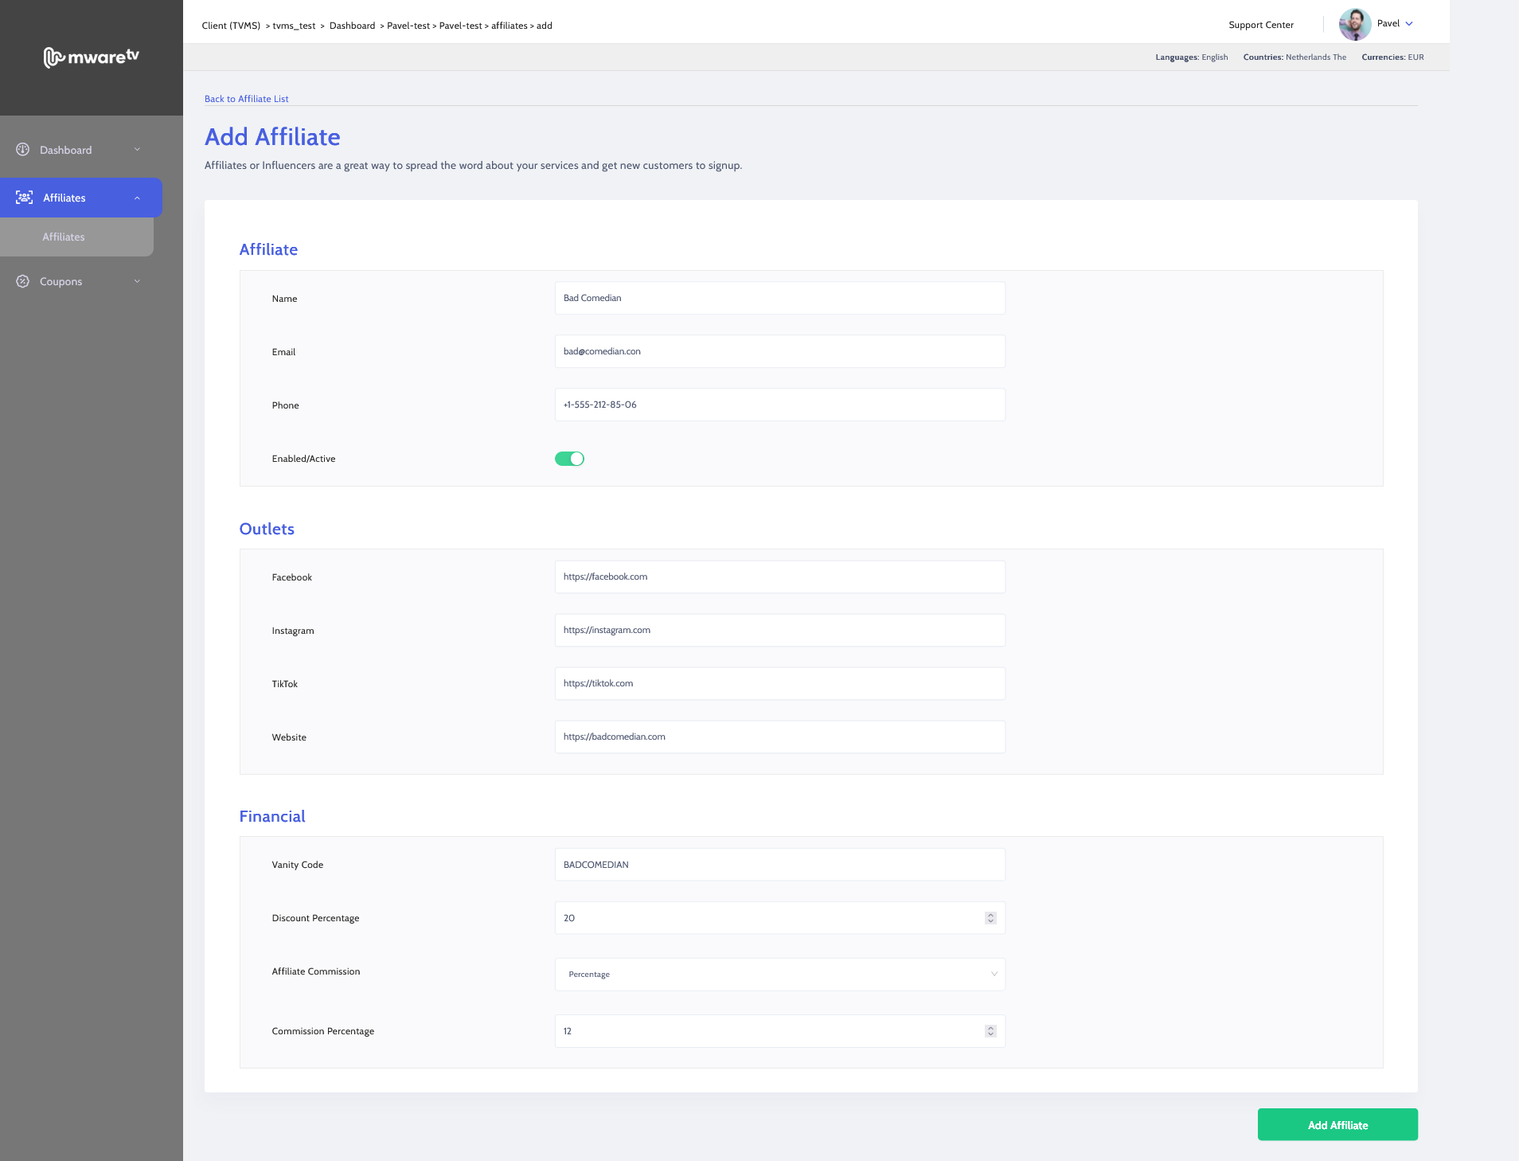 mwaretv
Client (TVMS) > tvms_test > Dashboard > Pavel-test > Pavel-test > affiliates > add
Support Center
Pavel
Languages: English Countries: Netherlands The Currencies: EUR
Dashboard
Affiliates
Affiliates
Coupons
Back to Affiliate List
Add Affiliate
Affiliates or Influencers are a great way to spread the word about your services and get new customers to signup.
Affiliate
Name
Bad Comedian
Email
bad@comedian.con
Phone
+1-555-212-85-06
Enabled/Active
Outlets
Facebook
https://facebook.com
Instagram
https://instagram.com
TikTok
https://tiktok.com
Website
https://badcomedian.com
Financial
Vanity Code
BADCOMEDIAN
Discount Percentage
20
Affiliate Commission
Percentage
Commission Percentage
12
Add Affiliate